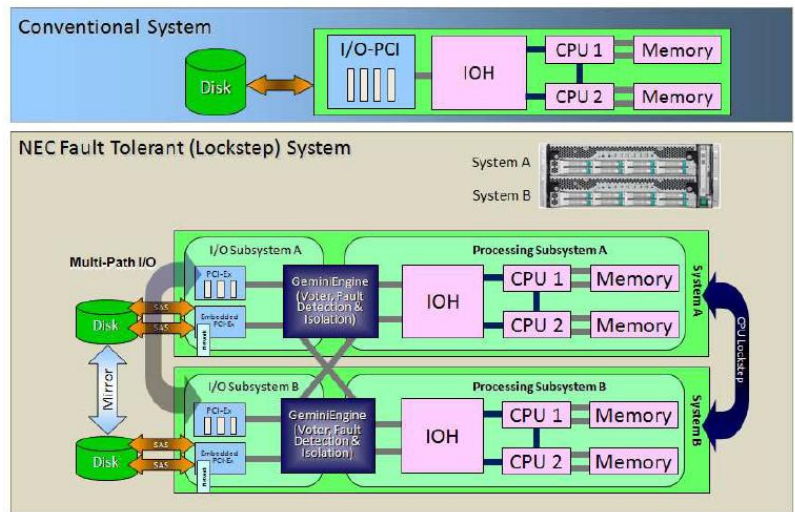 Conventional System
Disk
I/O-PCI
IOH
CPU 1
Memory
CPU 2
Memory
NEC Fault Tolerant (Lockstep) System
System A
System B
Multi-Path I/O
I/O Subsystem A
Processing Subsystem A
PCI-Ex
GeminiEngine
(Voter, Fault
Detection &
Isolation)
IOH
CPU 1
Memory
CPU 2
Memory
System A
Disk
SAS
SAS
Embedded
PCI-Ex
Network
Mirror
CPU Lockstep
I/O Subsystem B
Processing Subsystem B
PCI-Ex
GeminiEngine
(Voter, Fault
Detection &
Isolation)
IOH
CPU 1
Memory
CPU 2
Memory
System B
Disk
SAS
SAS
Embedded
PCI-Ex
Network